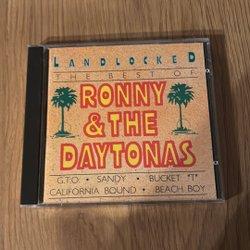 LANDLOCKED
THE BEST OF
RONNY
& THE
DAYTONAS
G.T.O. • SANDY • BUCKET "T" •
CALIFORNIA BOUND • BEACH BOY